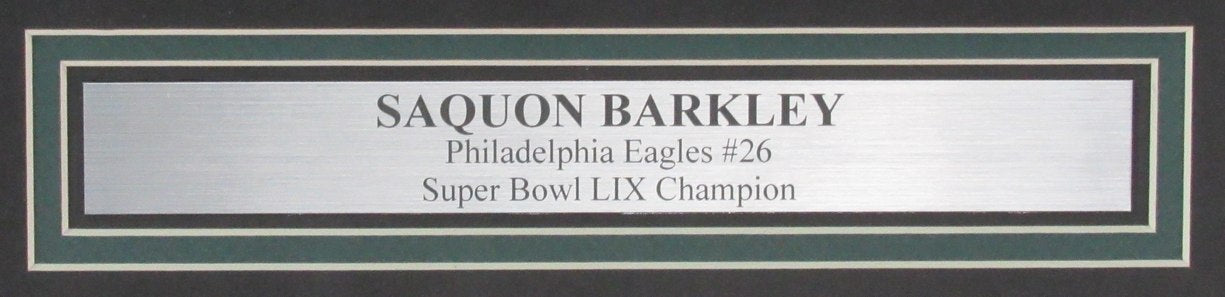 SAQUON BARKLEY
Philadelphia Eagles #26
Super Bowl LIX Champion